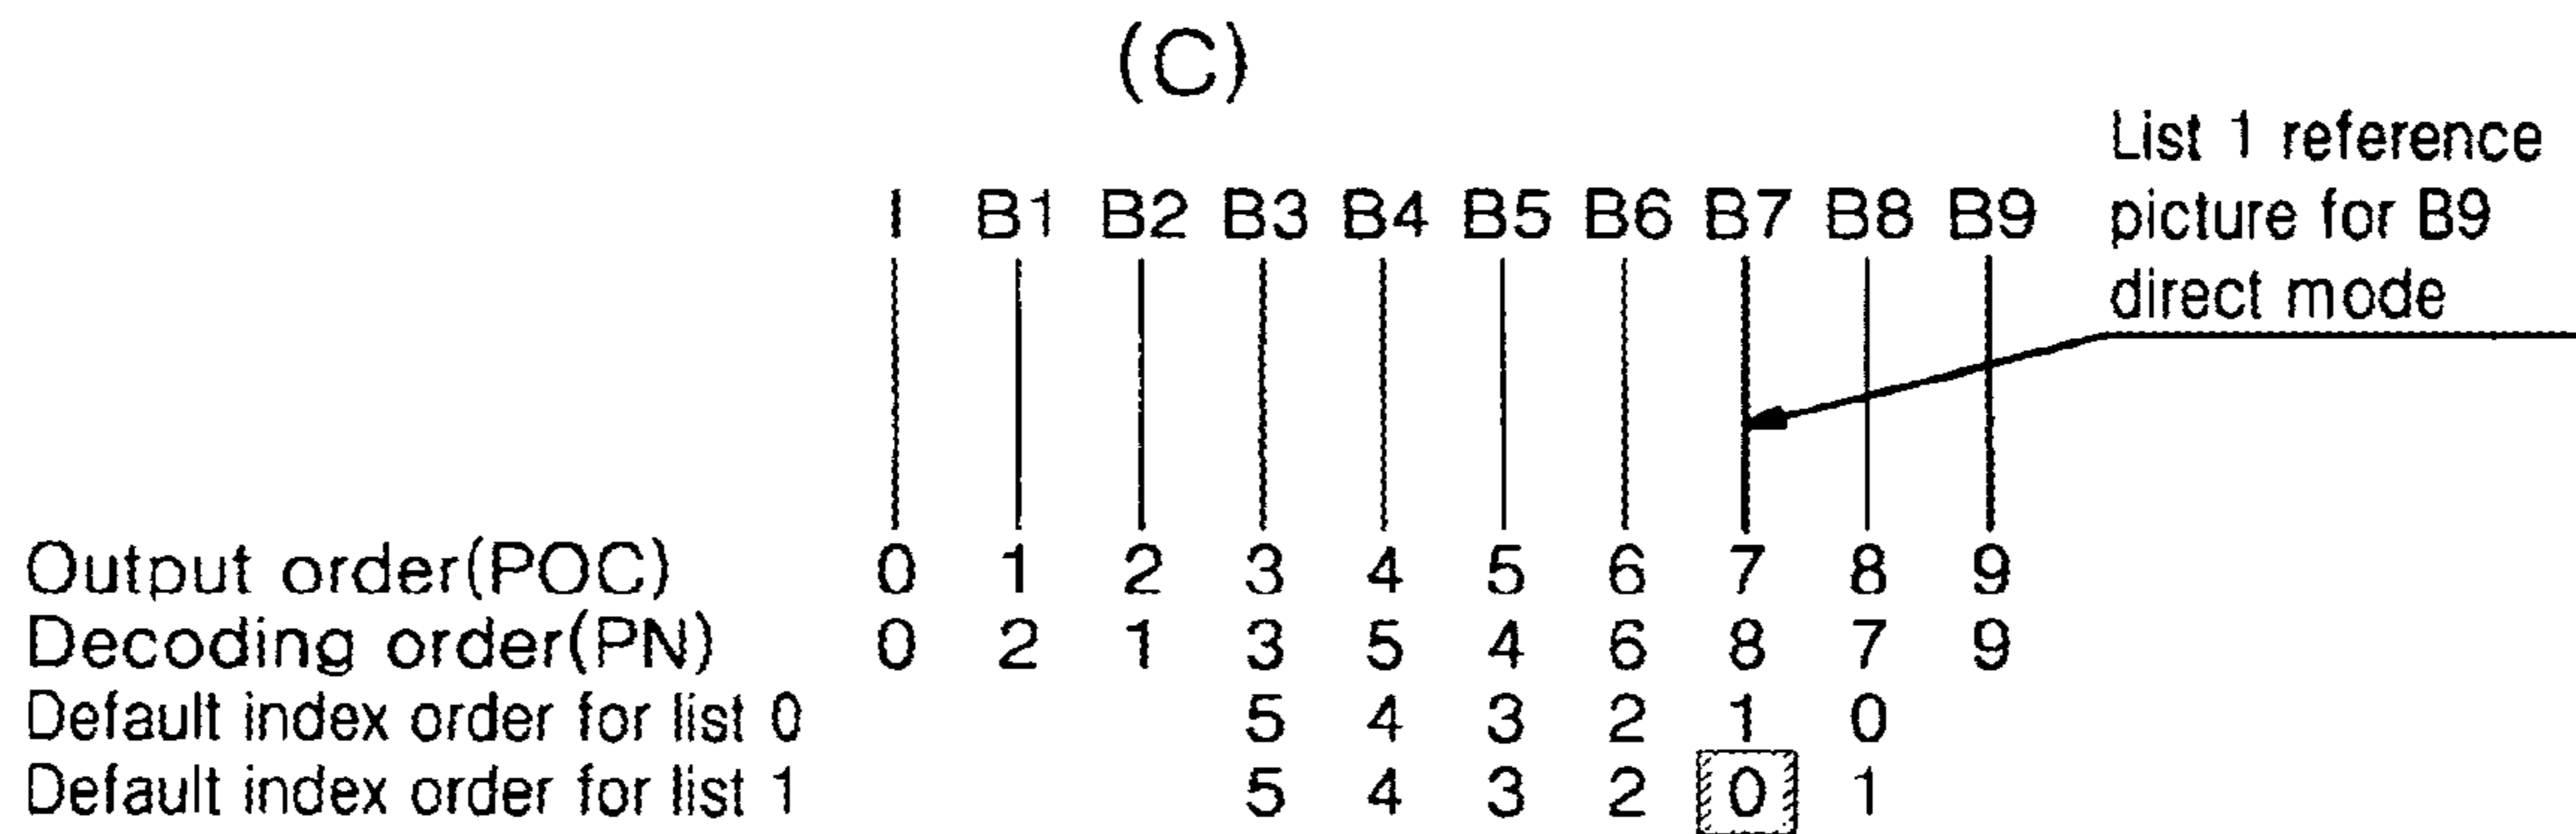 (C)
List 1 reference
picture for B9
direct mode
I B1 B2 B3 B4 B5 B6 B7 B8 B9
Output order(POC) 0 1 2 3 4 5 6 7 8 9
Decoding order(PN) 0 2 1 3 5 4 6 8 7 9
Default index order for list 0 5 4 3 2 1 0
Default index order for list 1 5 4 3 2 0 1